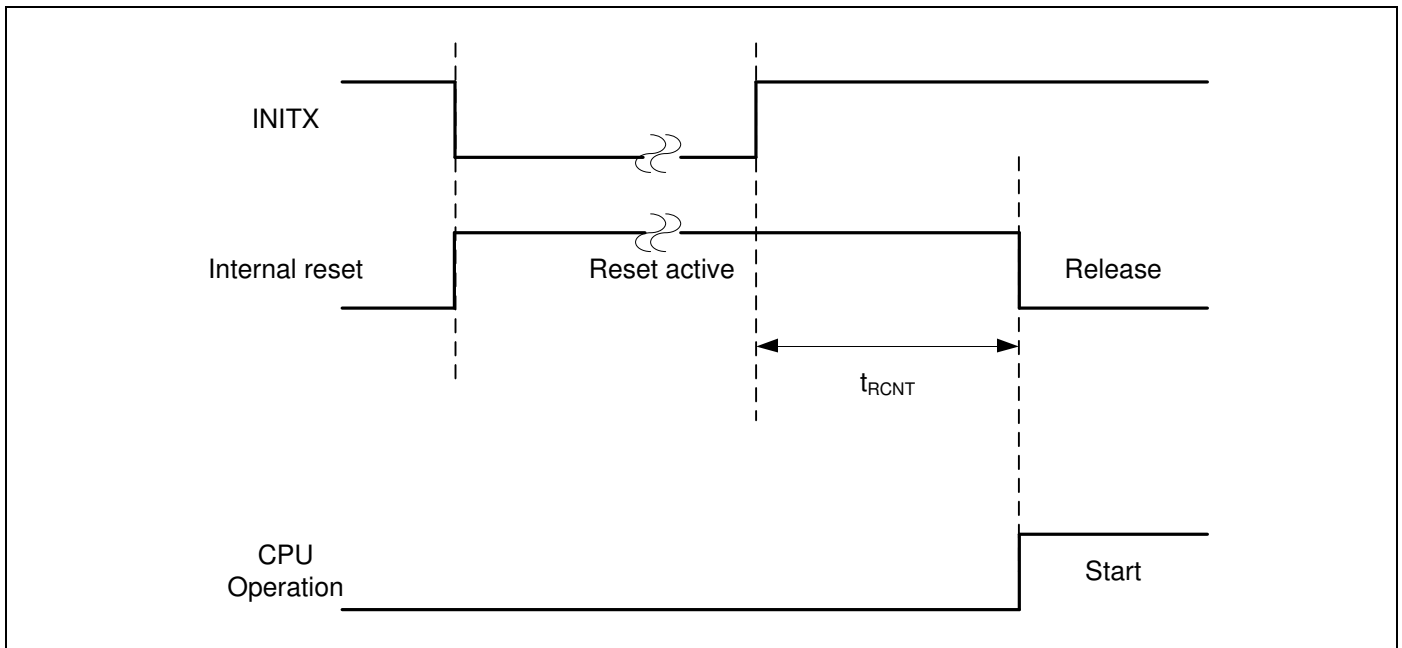 INITX
Internal reset
Reset active
Release
tRCNT
CPU
Operation
Start